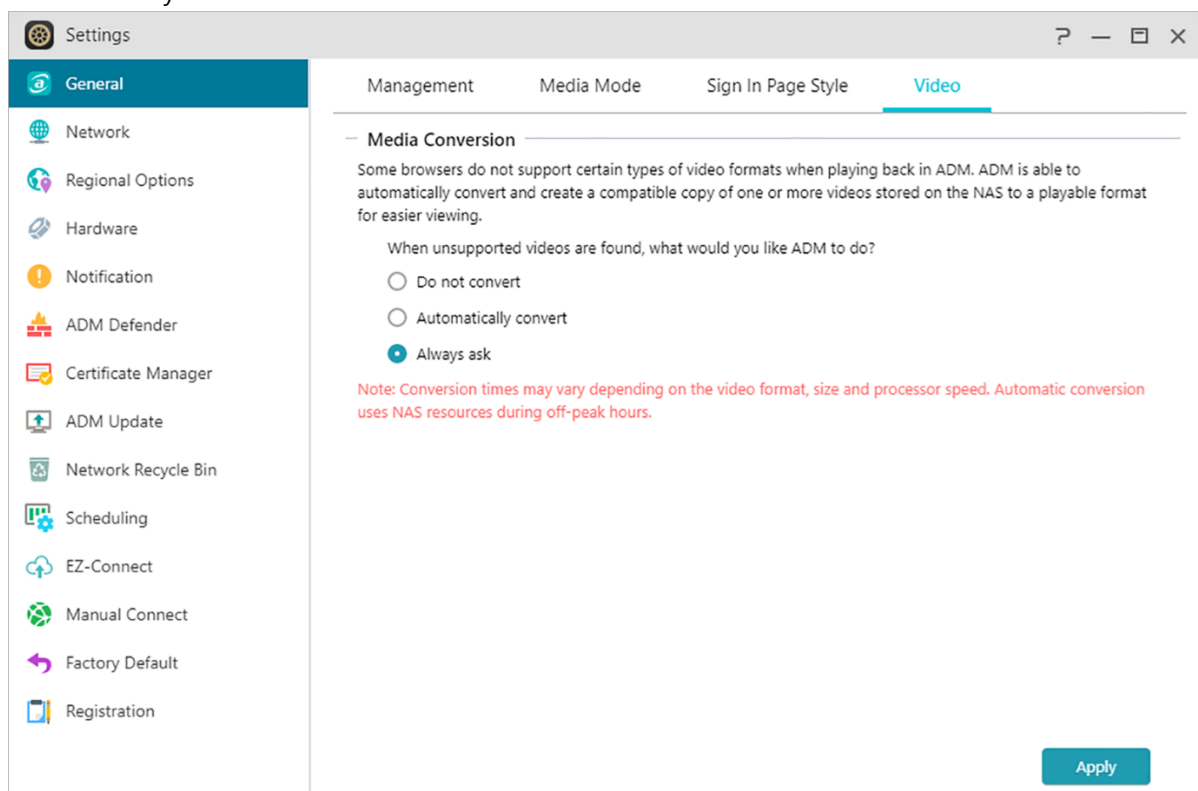 Settings
General
Management
Media Mode
Sign In Page Style
Video
Network
Regional Options
Hardware
Notification
ADM Defender
Certificate Manager
ADM Update
Network Recycle Bin
Scheduling
EZ-Connect
Manual Connect
Factory Default
Registration
Media Conversion
Some browsers do not support certain types of video formats when playing back in ADM. ADM is able to
automatically convert and create a compatible copy of one or more videos stored on the NAS to a playable format
for easier viewing.
When unsupported videos are found, what would you like ADM to do?
Do not convert
Automatically convert
Always ask
Note: Conversion times may vary depending on the video format, size and processor speed. Automatic conversion
uses NAS resources during off-peak hours.
Apply